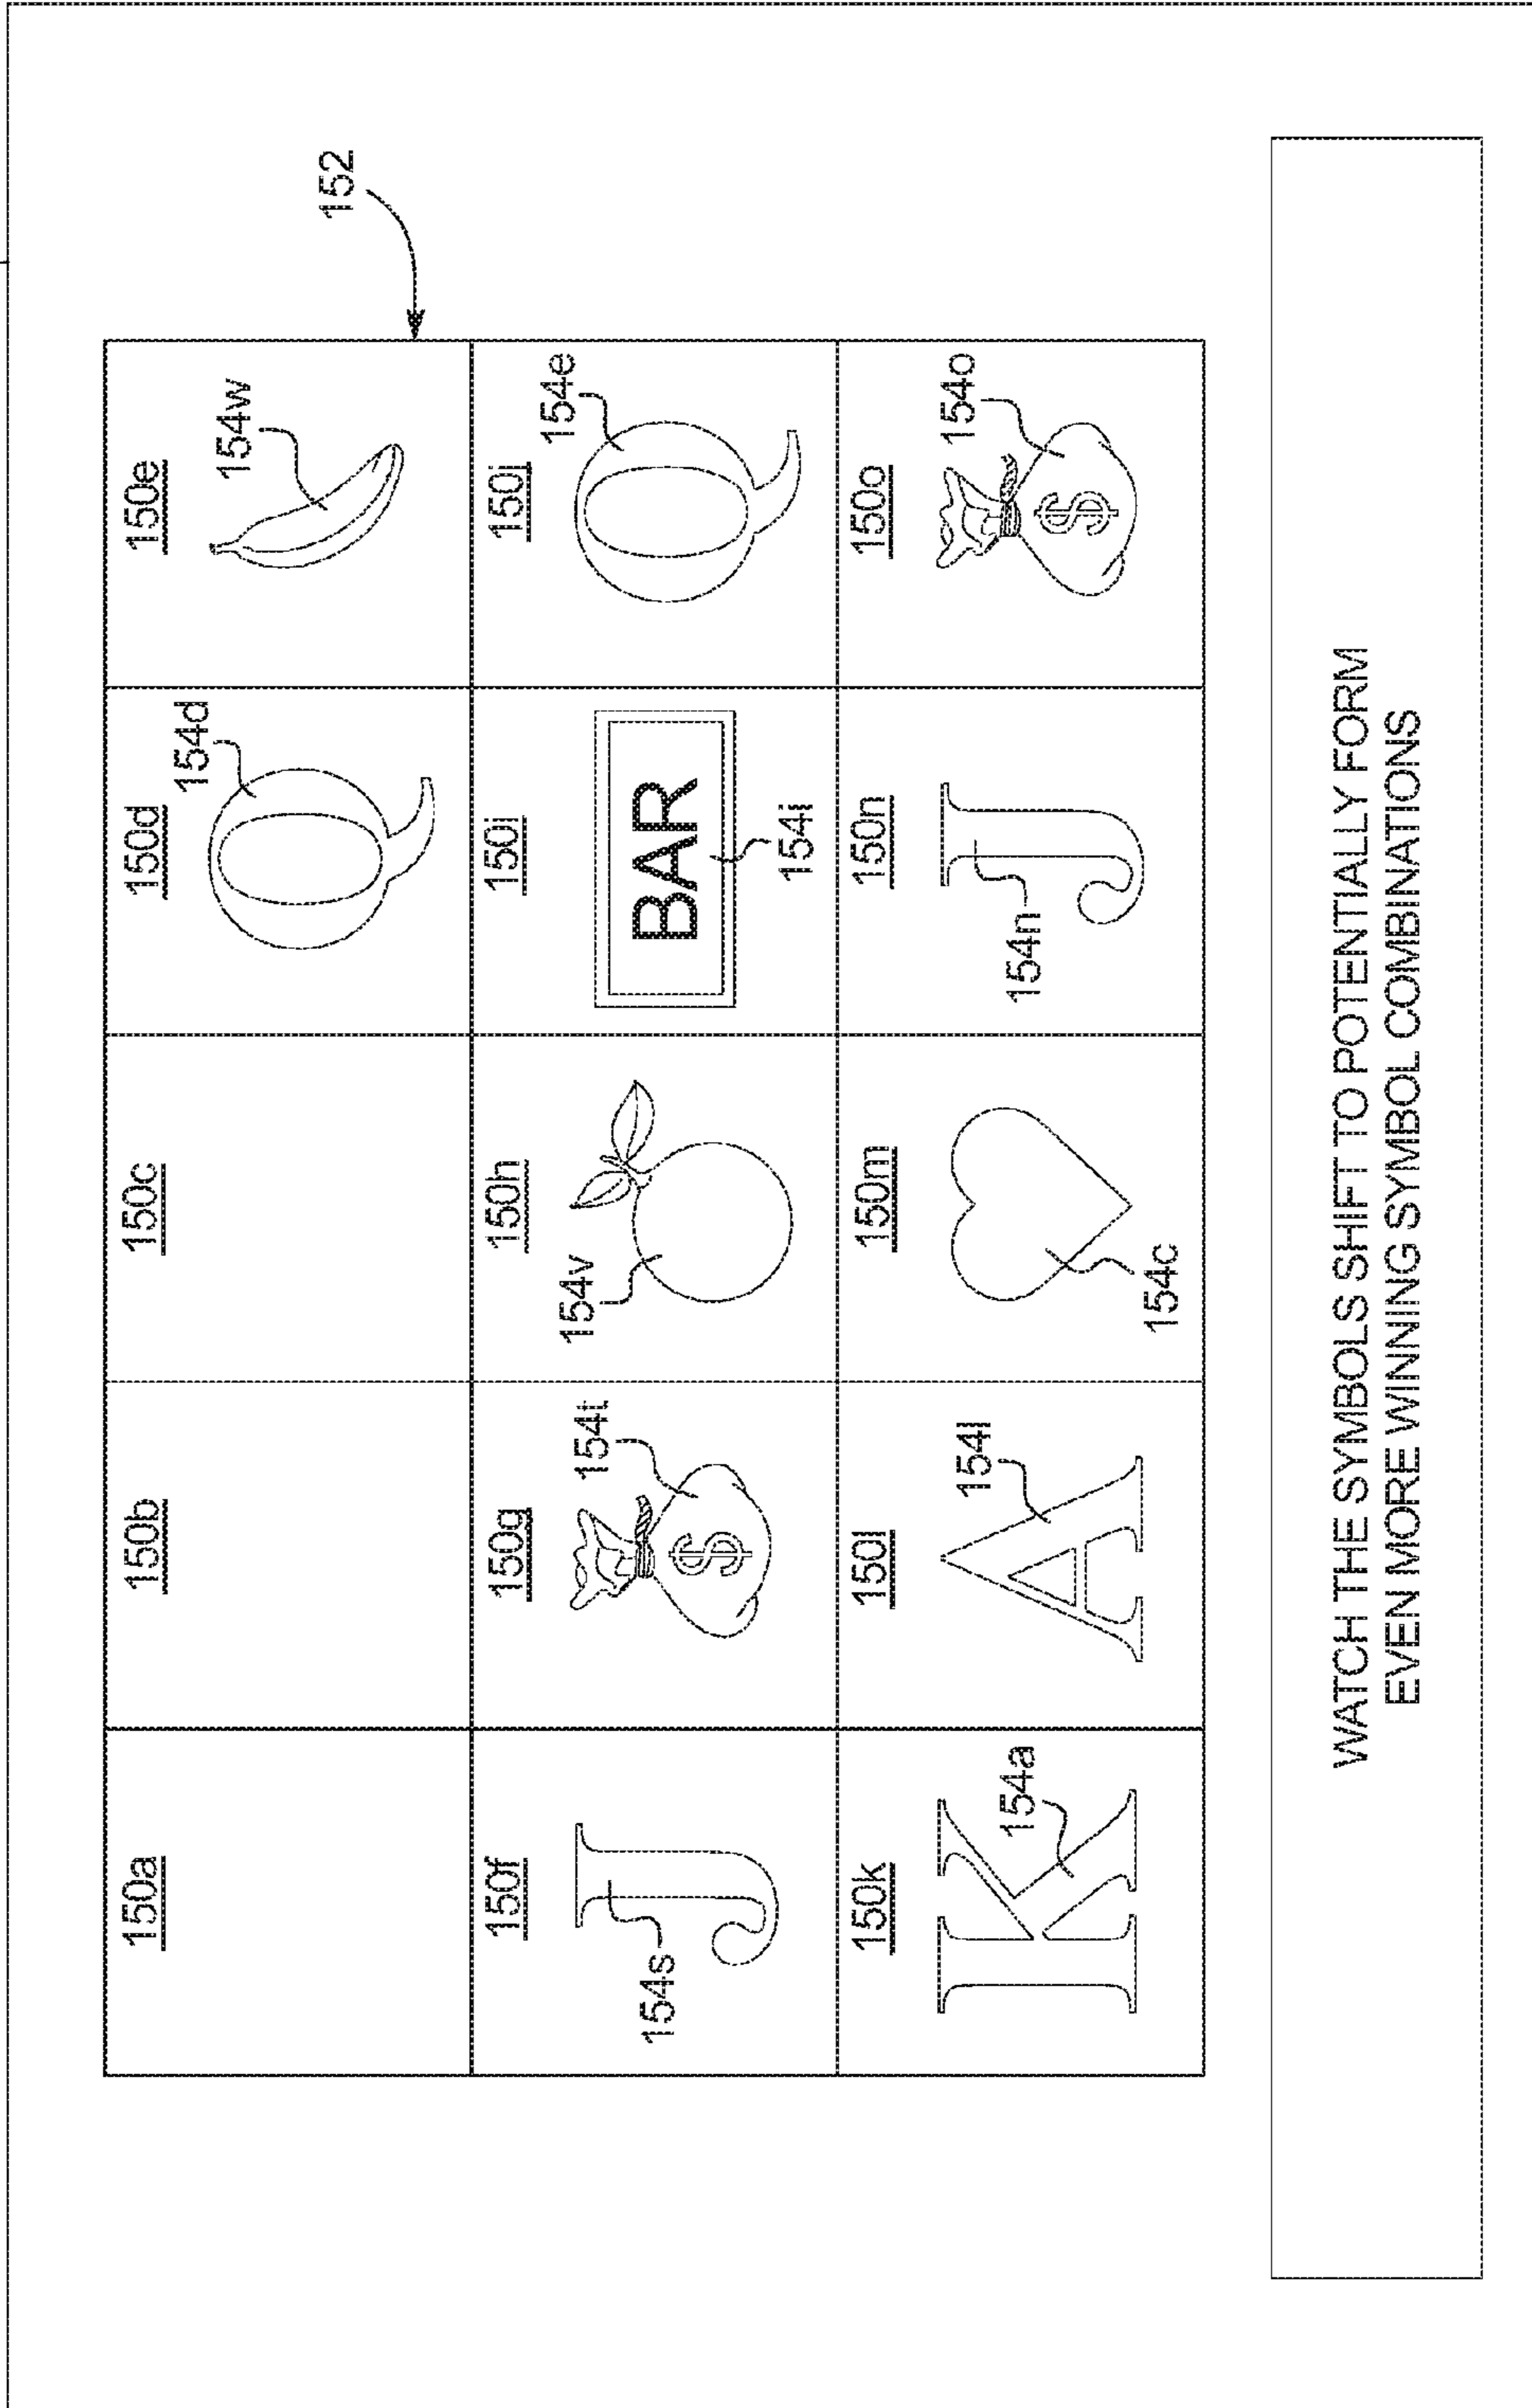 152
150a
150b
150c
150d
154d
150e
154w
150f
154s
150g
154t
$
150h
154v
150i
BAR
154i
150j
154e
150k
154a
150l
154l
150m
154c
150n
154n
150o
154o
$
WATCH THE SYMBOLS SHIFT TO POTENTIALLY FORM
EVEN MORE WINNING SYMBOL COMBINATIONS
Q
Q
J
J
K
A